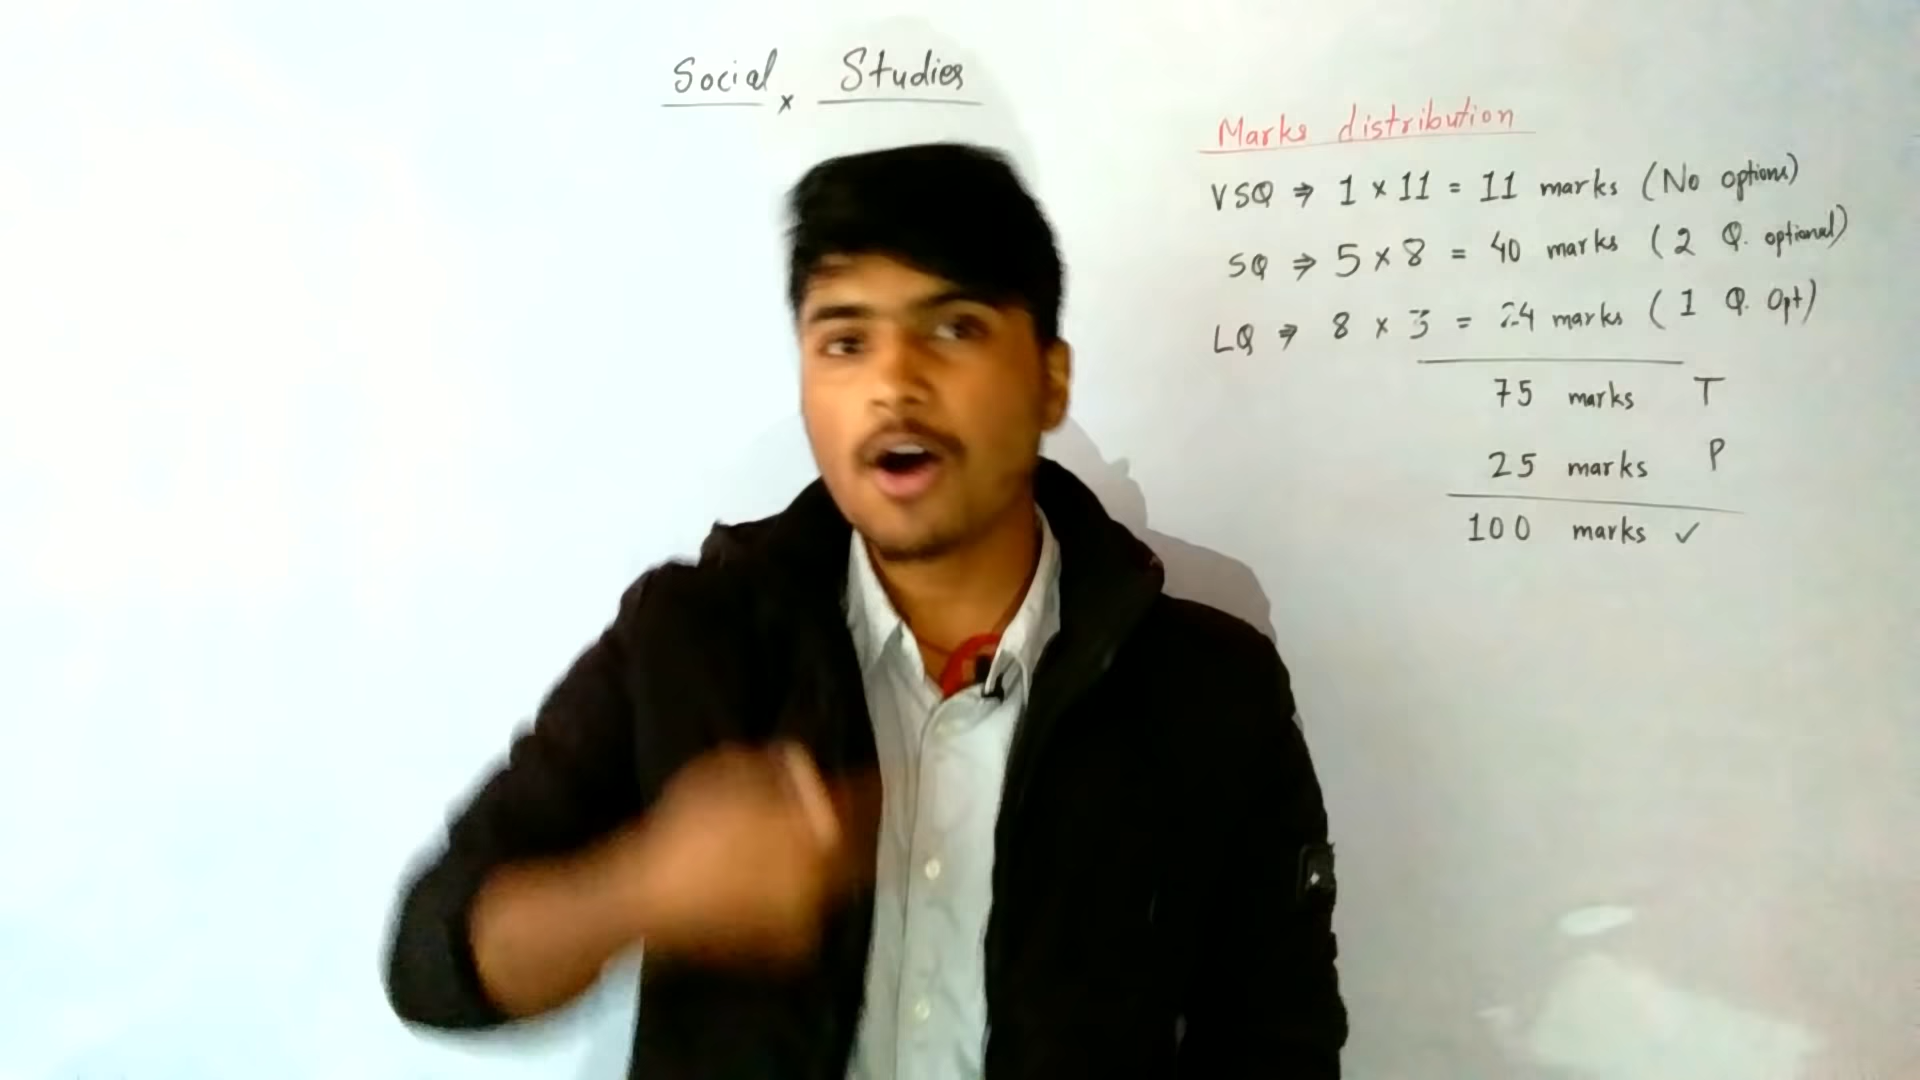 Social x Studies
Marks distribution
VSQ ⇒ 1 × 11 = 11 marks (No options)
SQ ⇒ 5 × 8 = 40 marks (2 Q. optional)
LQ ⇒ 8 × 3 = 24 marks (1 Q. Opt)
75 marks T
25 marks P
100 marks ✓